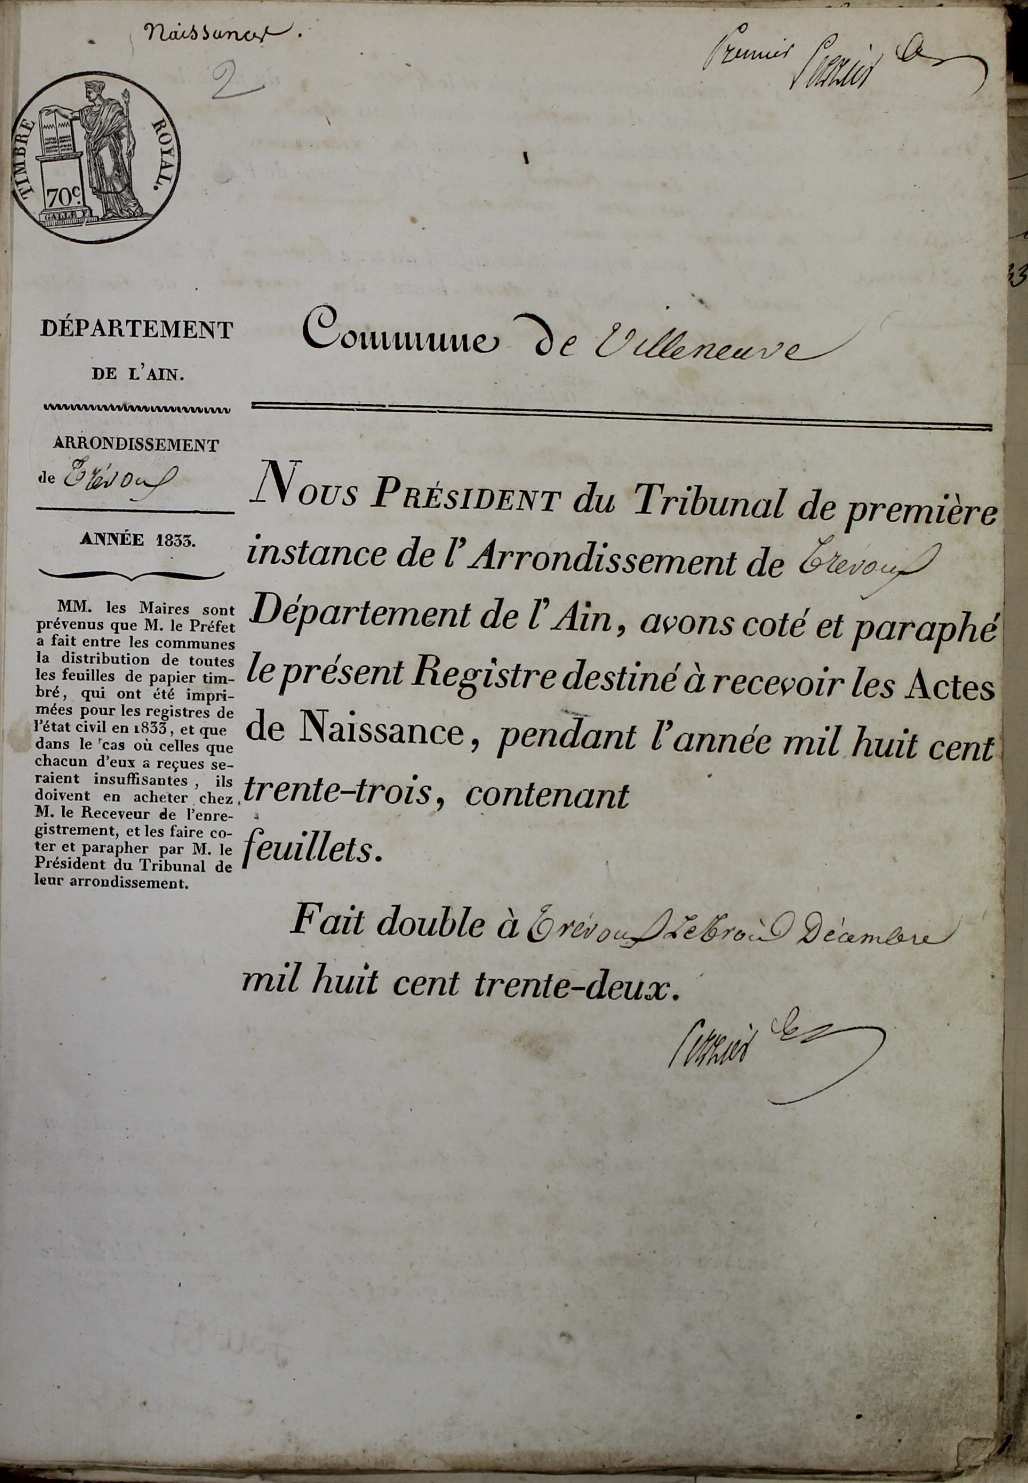 Naissances.
2
Premier
TIMBRE ROYAL.
70c.
DÉPARTEMENT
DE L'AIN.
ARRONDISSEMENT
de Trévoux
ANNÉE 1833.
MM. les Maires sont
prévenus que M. le Préfet
a fait entre les communes
la distribution de toutes
les feuilles de papier tim-
bré, qui ont été impri-
mées pour les registres de
l'état civil en 1833, et que
dans le cas où celles que
chacun d'eux a reçues se-
raient insuffisantes, ils
doivent en acheter chez
M. le Receveur de l'enre-
gistrement, et les faire co-
ter et parapher par M. le
Président du Tribunal de
leur arrondissement.
Commune De Villeneuve
NOUS PRÉSIDENT du Tribunal de première
instance de l'Arrondissement de Trevoux
Département de l'Ain, avons coté et paraphé
le présent Registre destiné à recevoir les Actes
de Naissance, pendant l'année mil huit cent
trente-trois, contenant
feuillets.
Fait double à Trévoux Le trois Décembre
mil huit cent trente-deux.